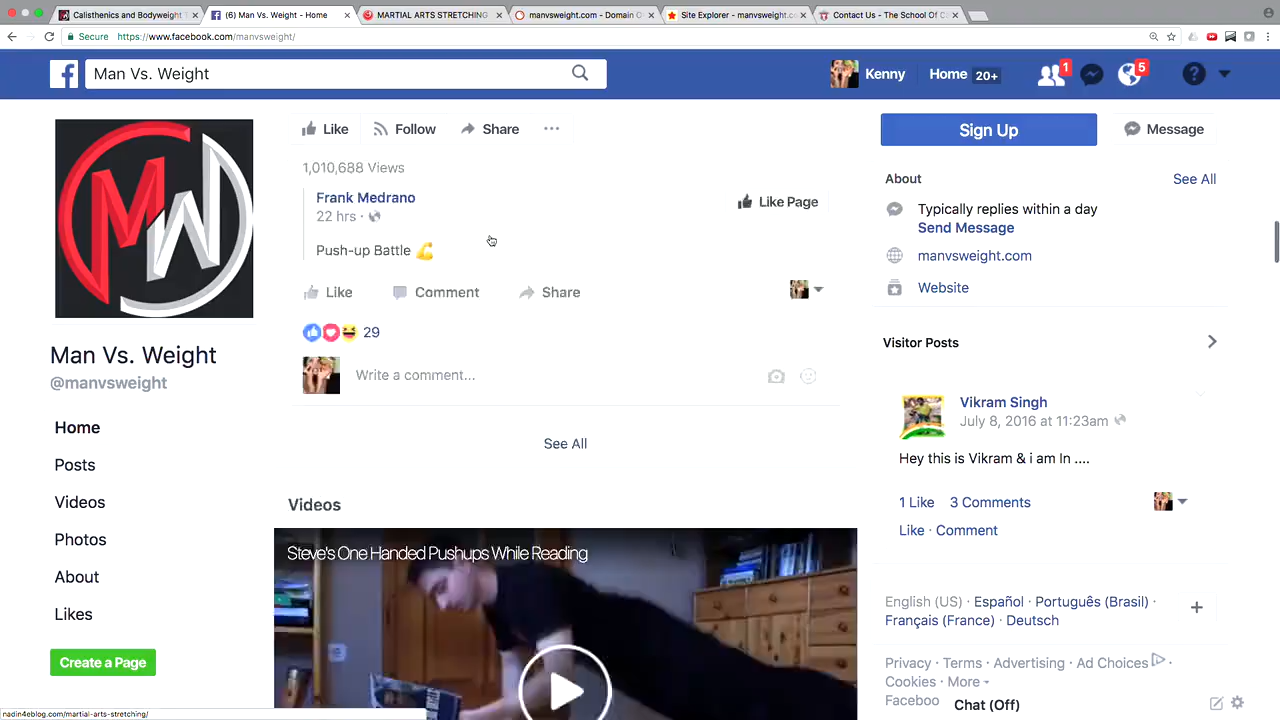 Calisthenics and Bodyweight
(6) Man Vs. Weight - Home
MARTIAL ARTS STRETCHING
manvsweight.com - Domain O
Site Explorer - manvsweight.c
Contact Us - The School Of C
Secure https://www.facebook.com/manvsweight/
Man Vs. Weight
Kenny
Home 20+
1
5
Like
Follow
Share
Sign Up
Message
1,010,688 Views
Frank Medrano
22 hrs ·
Push-up Battle
Like Page
Like
Comment
Share
29
Write a comment...
See All
Videos
Steve's One Handed Pushups While Reading
MW
Man Vs. Weight
@manvsweight
Home
Posts
Videos
Photos
About
Likes
Create a Page
About
See All
Typically replies within a day
Send Message
manvsweight.com
Website
Visitor Posts
Vikram Singh
July 8, 2016 at 11:23am
Hey this is Vikram & i am In ....
1 Like 3 Comments
Like · Comment
English (US) · Español · Português (Brasil) ·
Français (France) · Deutsch
Privacy · Terms · Advertising · Ad Choices ·
Cookies · More
Faceboo
Chat (Off)
nadin4eblog.com/martial-arts-stretching/